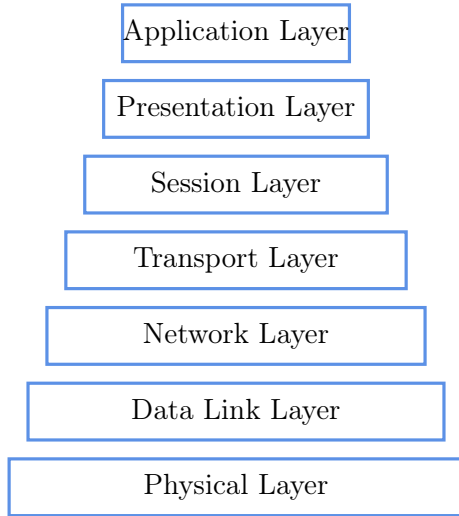 Application Layer
Presentation Layer
Session Layer
Transport Layer
Network Layer
Data Link Layer
Physical Layer